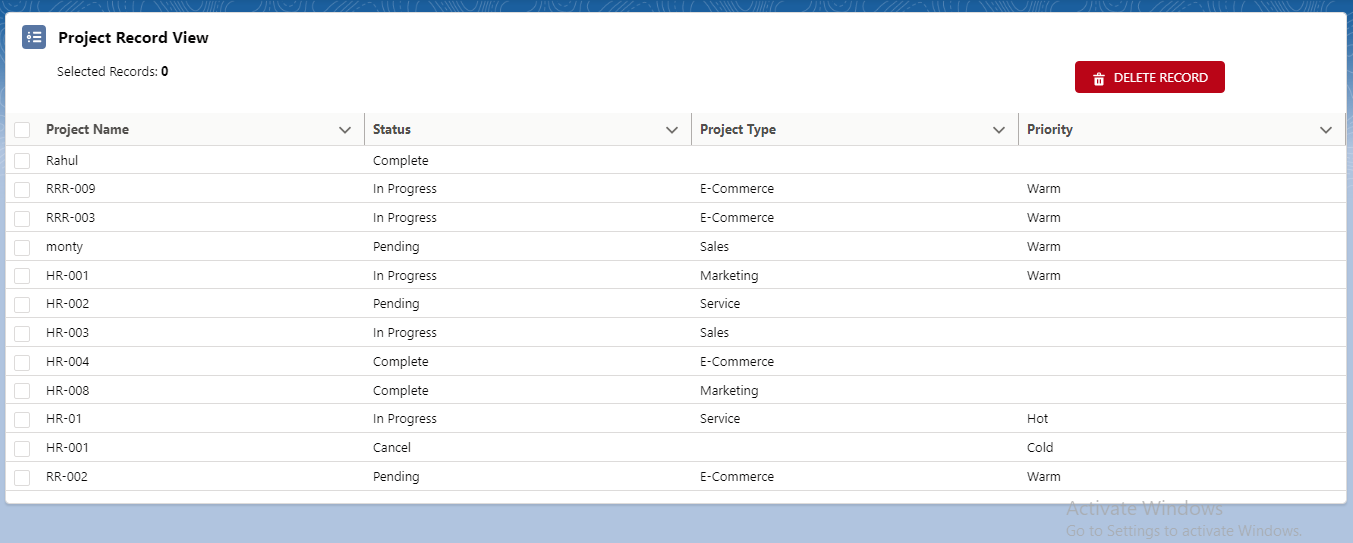 Project Record View
Selected Records: 0
DELETE RECORD
Project Name Status Project Type Priority
Rahul Complete
RRR-009 In Progress E-Commerce Warm
RRR-003 In Progress E-Commerce Warm
monty Pending Sales Warm
HR-001 In Progress Marketing Warm
HR-002 Pending Service
HR-003 In Progress Sales
HR-004 Complete E-Commerce
HR-008 Complete Marketing
HR-01 In Progress Service Hot
HR-001 Cancel Cold
RR-002 Pending E-Commerce Warm
Activate Windows
Go to Settings to activate Windows.